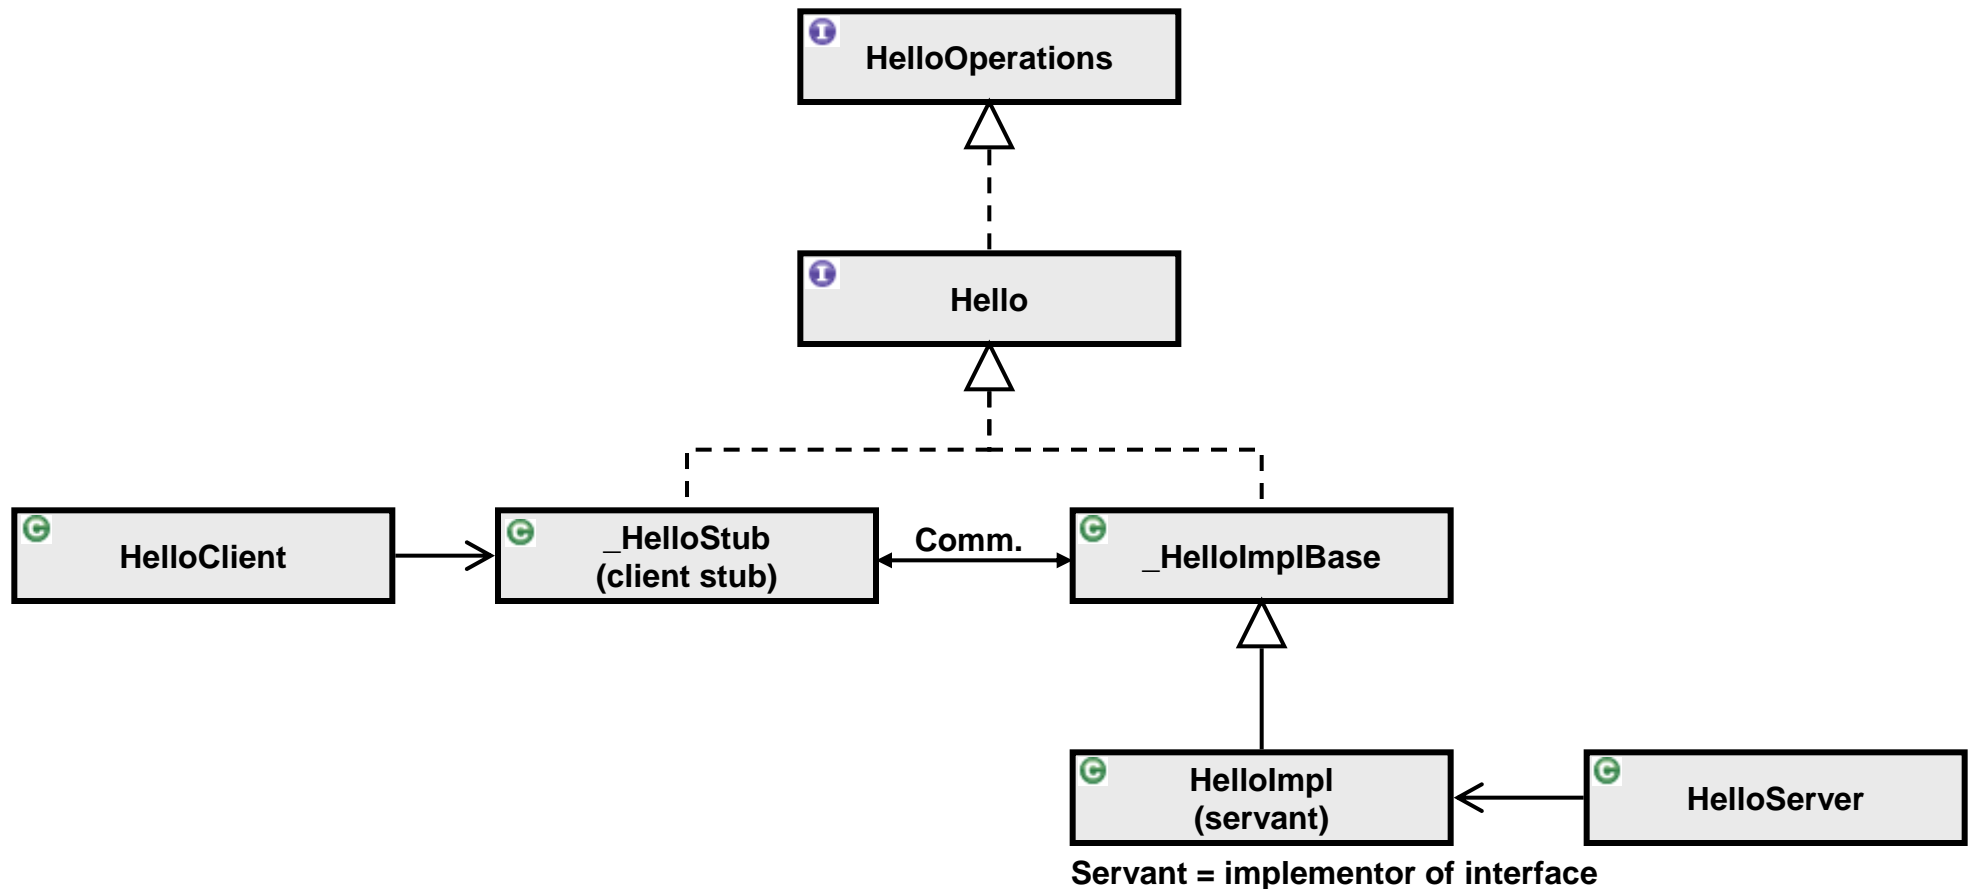 I
HelloOperations
I
Hello
C
HelloClient
C
_HelloStub
(client stub)
Comm.
C
_HelloImplBase
C
HelloImpl
(servant)
C
HelloServer
Servant = implementor of interface